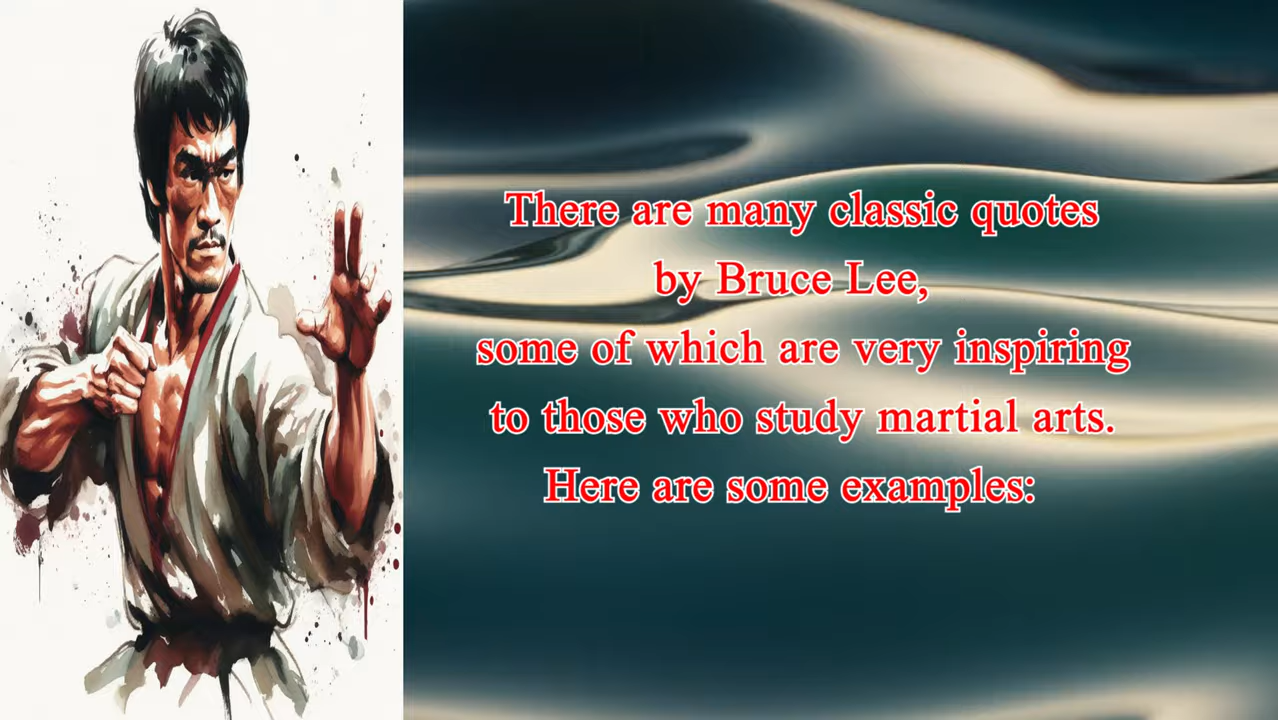 There are many classic quotes
by Bruce Lee,
some of which are very inspiring
to those who study martial arts.
Here are some examples: